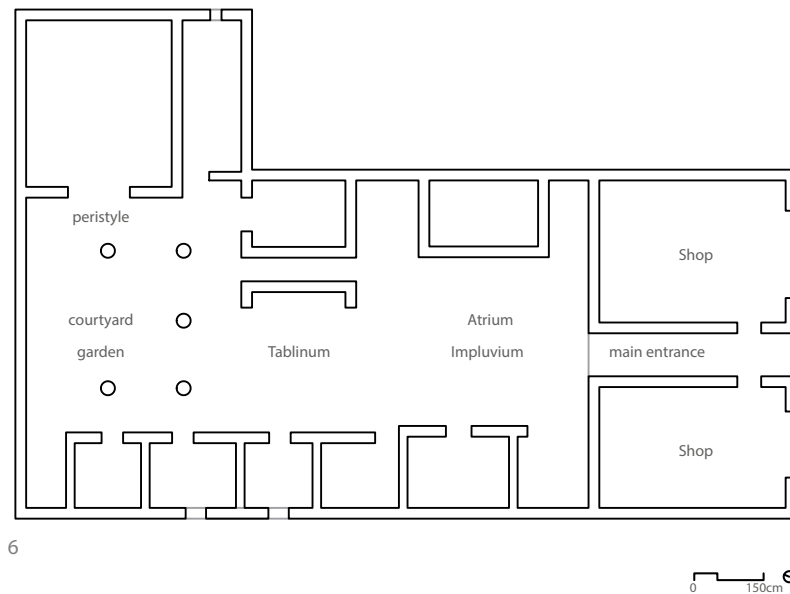 peristyle
Shop
courtyard
Atrium
garden
Tablinum
Impluvium
main entrance
Shop
6
0
150cm